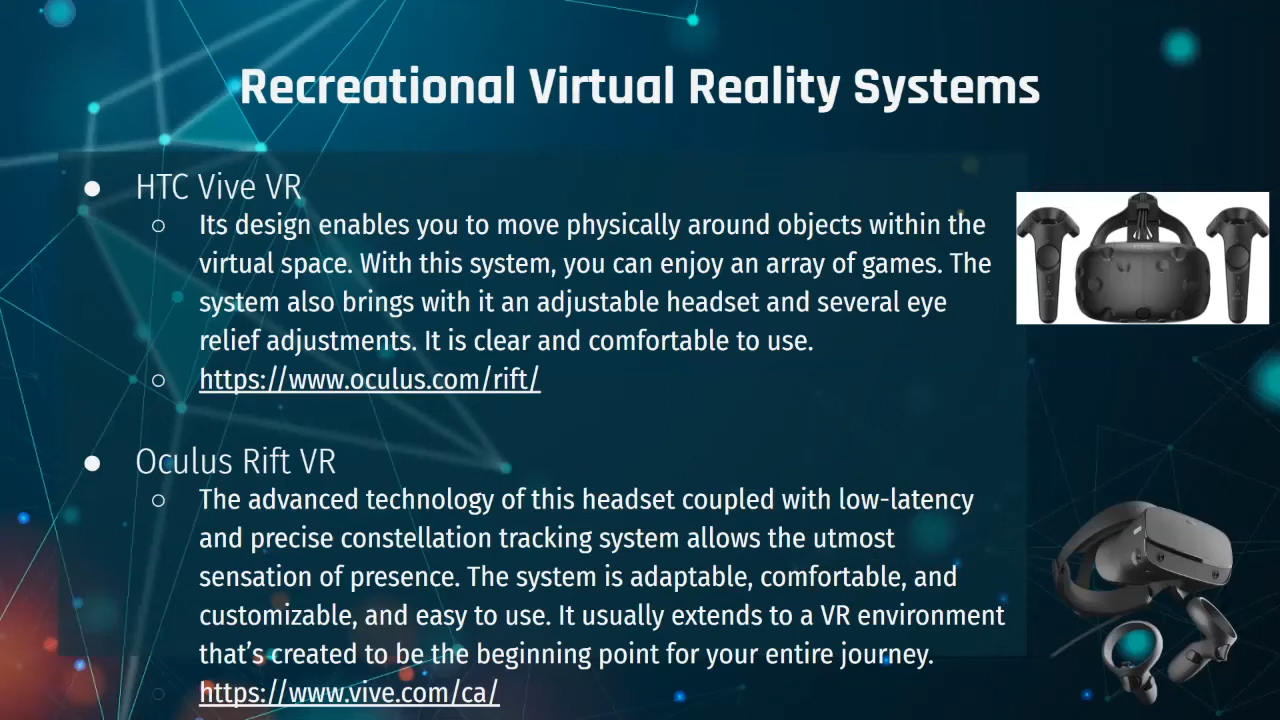 Recreational Virtual Reality Systems
● HTC Vive VR
○ Its design enables you to move physically around objects within the
virtual space. With this system, you can enjoy an array of games. The
system also brings with it an adjustable headset and several eye
relief adjustments. It is clear and comfortable to use.
○ https://www.oculus.com/rift/
● Oculus Rift VR
○ The advanced technology of this headset coupled with low-latency
and precise constellation tracking system allows the utmost
sensation of presence. The system is adaptable, comfortable, and
customizable, and easy to use. It usually extends to a VR environment
that’s created to be the beginning point for your entire journey.
○ https://www.vive.com/ca/